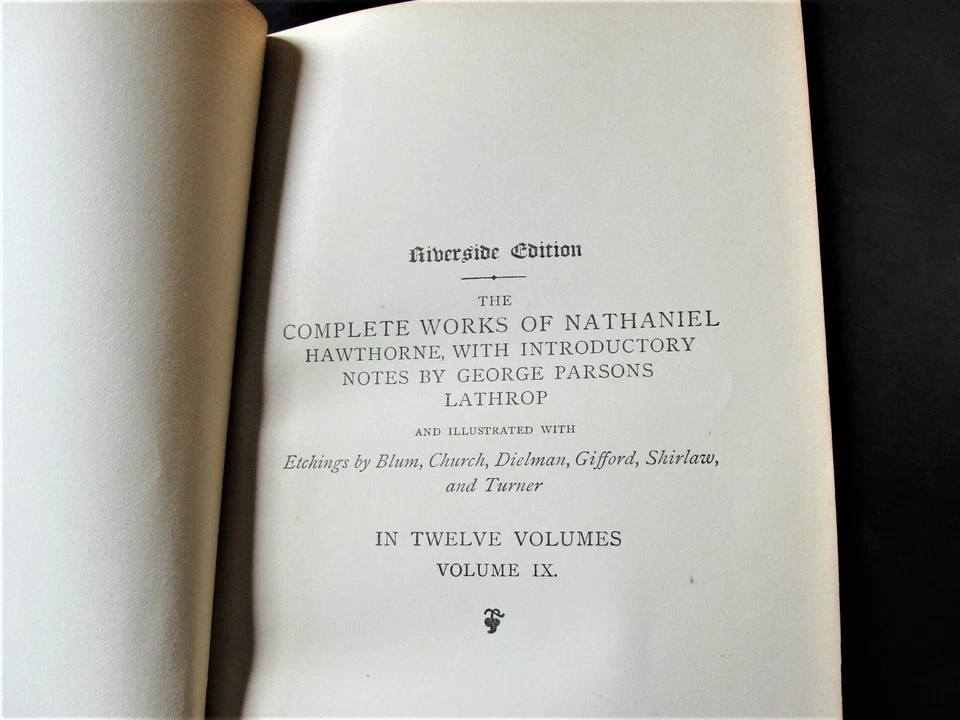 Riverside Edition
THE
COMPLETE WORKS OF NATHANIEL
HAWTHORNE, WITH INTRODUCTORY
NOTES BY GEORGE PARSONS
LATHROP
AND ILLUSTRATED WITH
Etchings by Blum, Church, Dielman, Gifford, Shirlaw,
and Turner
IN TWELVE VOLUMES
VOLUME IX.